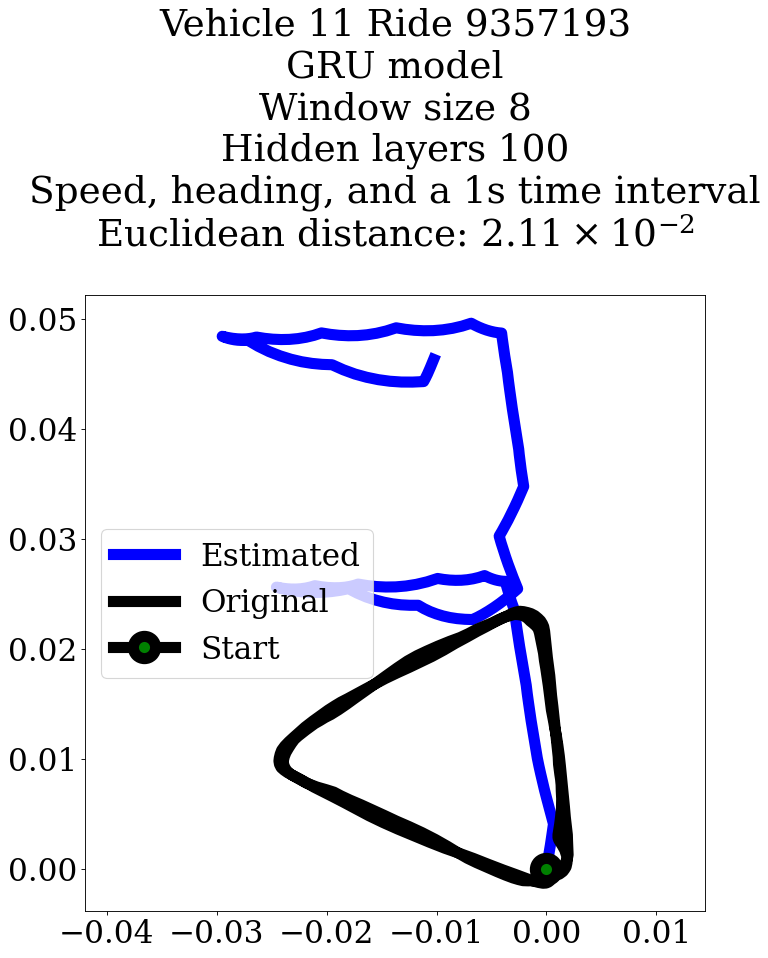 Vehicle 11 Ride 9357193
GRU model
Window size 8
Hidden layers 100
Speed, heading, and a 1s time interval
Euclidean distance: 2.11 × 10⁻²
0.05
0.04
0.03
0.02
0.01
0.00
Estimated
Original
Start
−0.04 −0.03 −0.02 −0.01 0.00 0.01